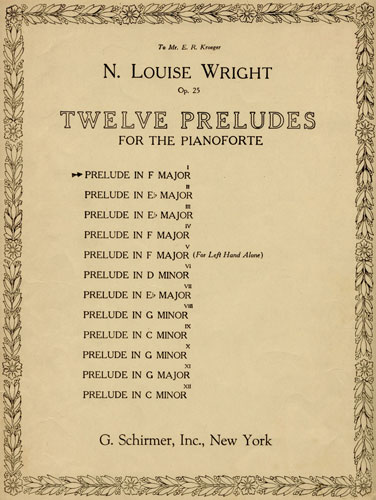 To Mr. E. R. Kroeger
N. LOUISE WRIGHT
Op. 25
TWELVE PRELUDES
FOR THE PIANOFORTE
I
PRELUDE IN F MAJOR
II
PRELUDE IN E♭ MAJOR
III
PRELUDE IN E♭ MAJOR
IV
PRELUDE IN F MAJOR
V
PRELUDE IN F MAJOR (For Left Hand Alone)
VI
PRELUDE IN D MINOR
VII
PRELUDE IN E♭ MAJOR
VIII
PRELUDE IN G MINOR
IX
PRELUDE IN C MINOR
X
PRELUDE IN G MINOR
XI
PRELUDE IN G MAJOR
XII
PRELUDE IN C MINOR
G. Schirmer, Inc., New York